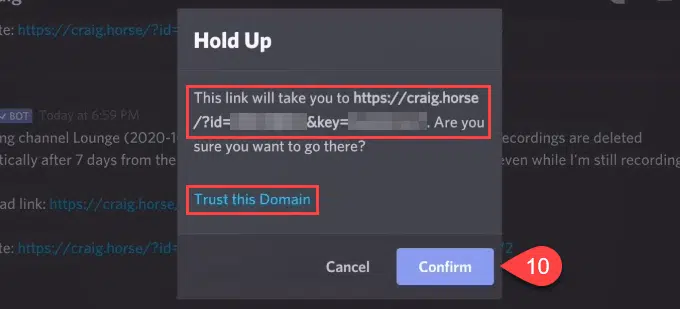 Hold Up
te: https://craig.horse/?id=
This link will take you to https://craig.horse
/?id= &key= . Are you
sure you want to go there?
BOT Today at 6:59 PM
ng channel Lounge (2020-1 recordings are deleted
tically after 7 days from the even while I'm still recording
Trust this Domain
ad link: https://craig.horse/
te: https://craig.horse/?id= /2
Cancel Confirm 10